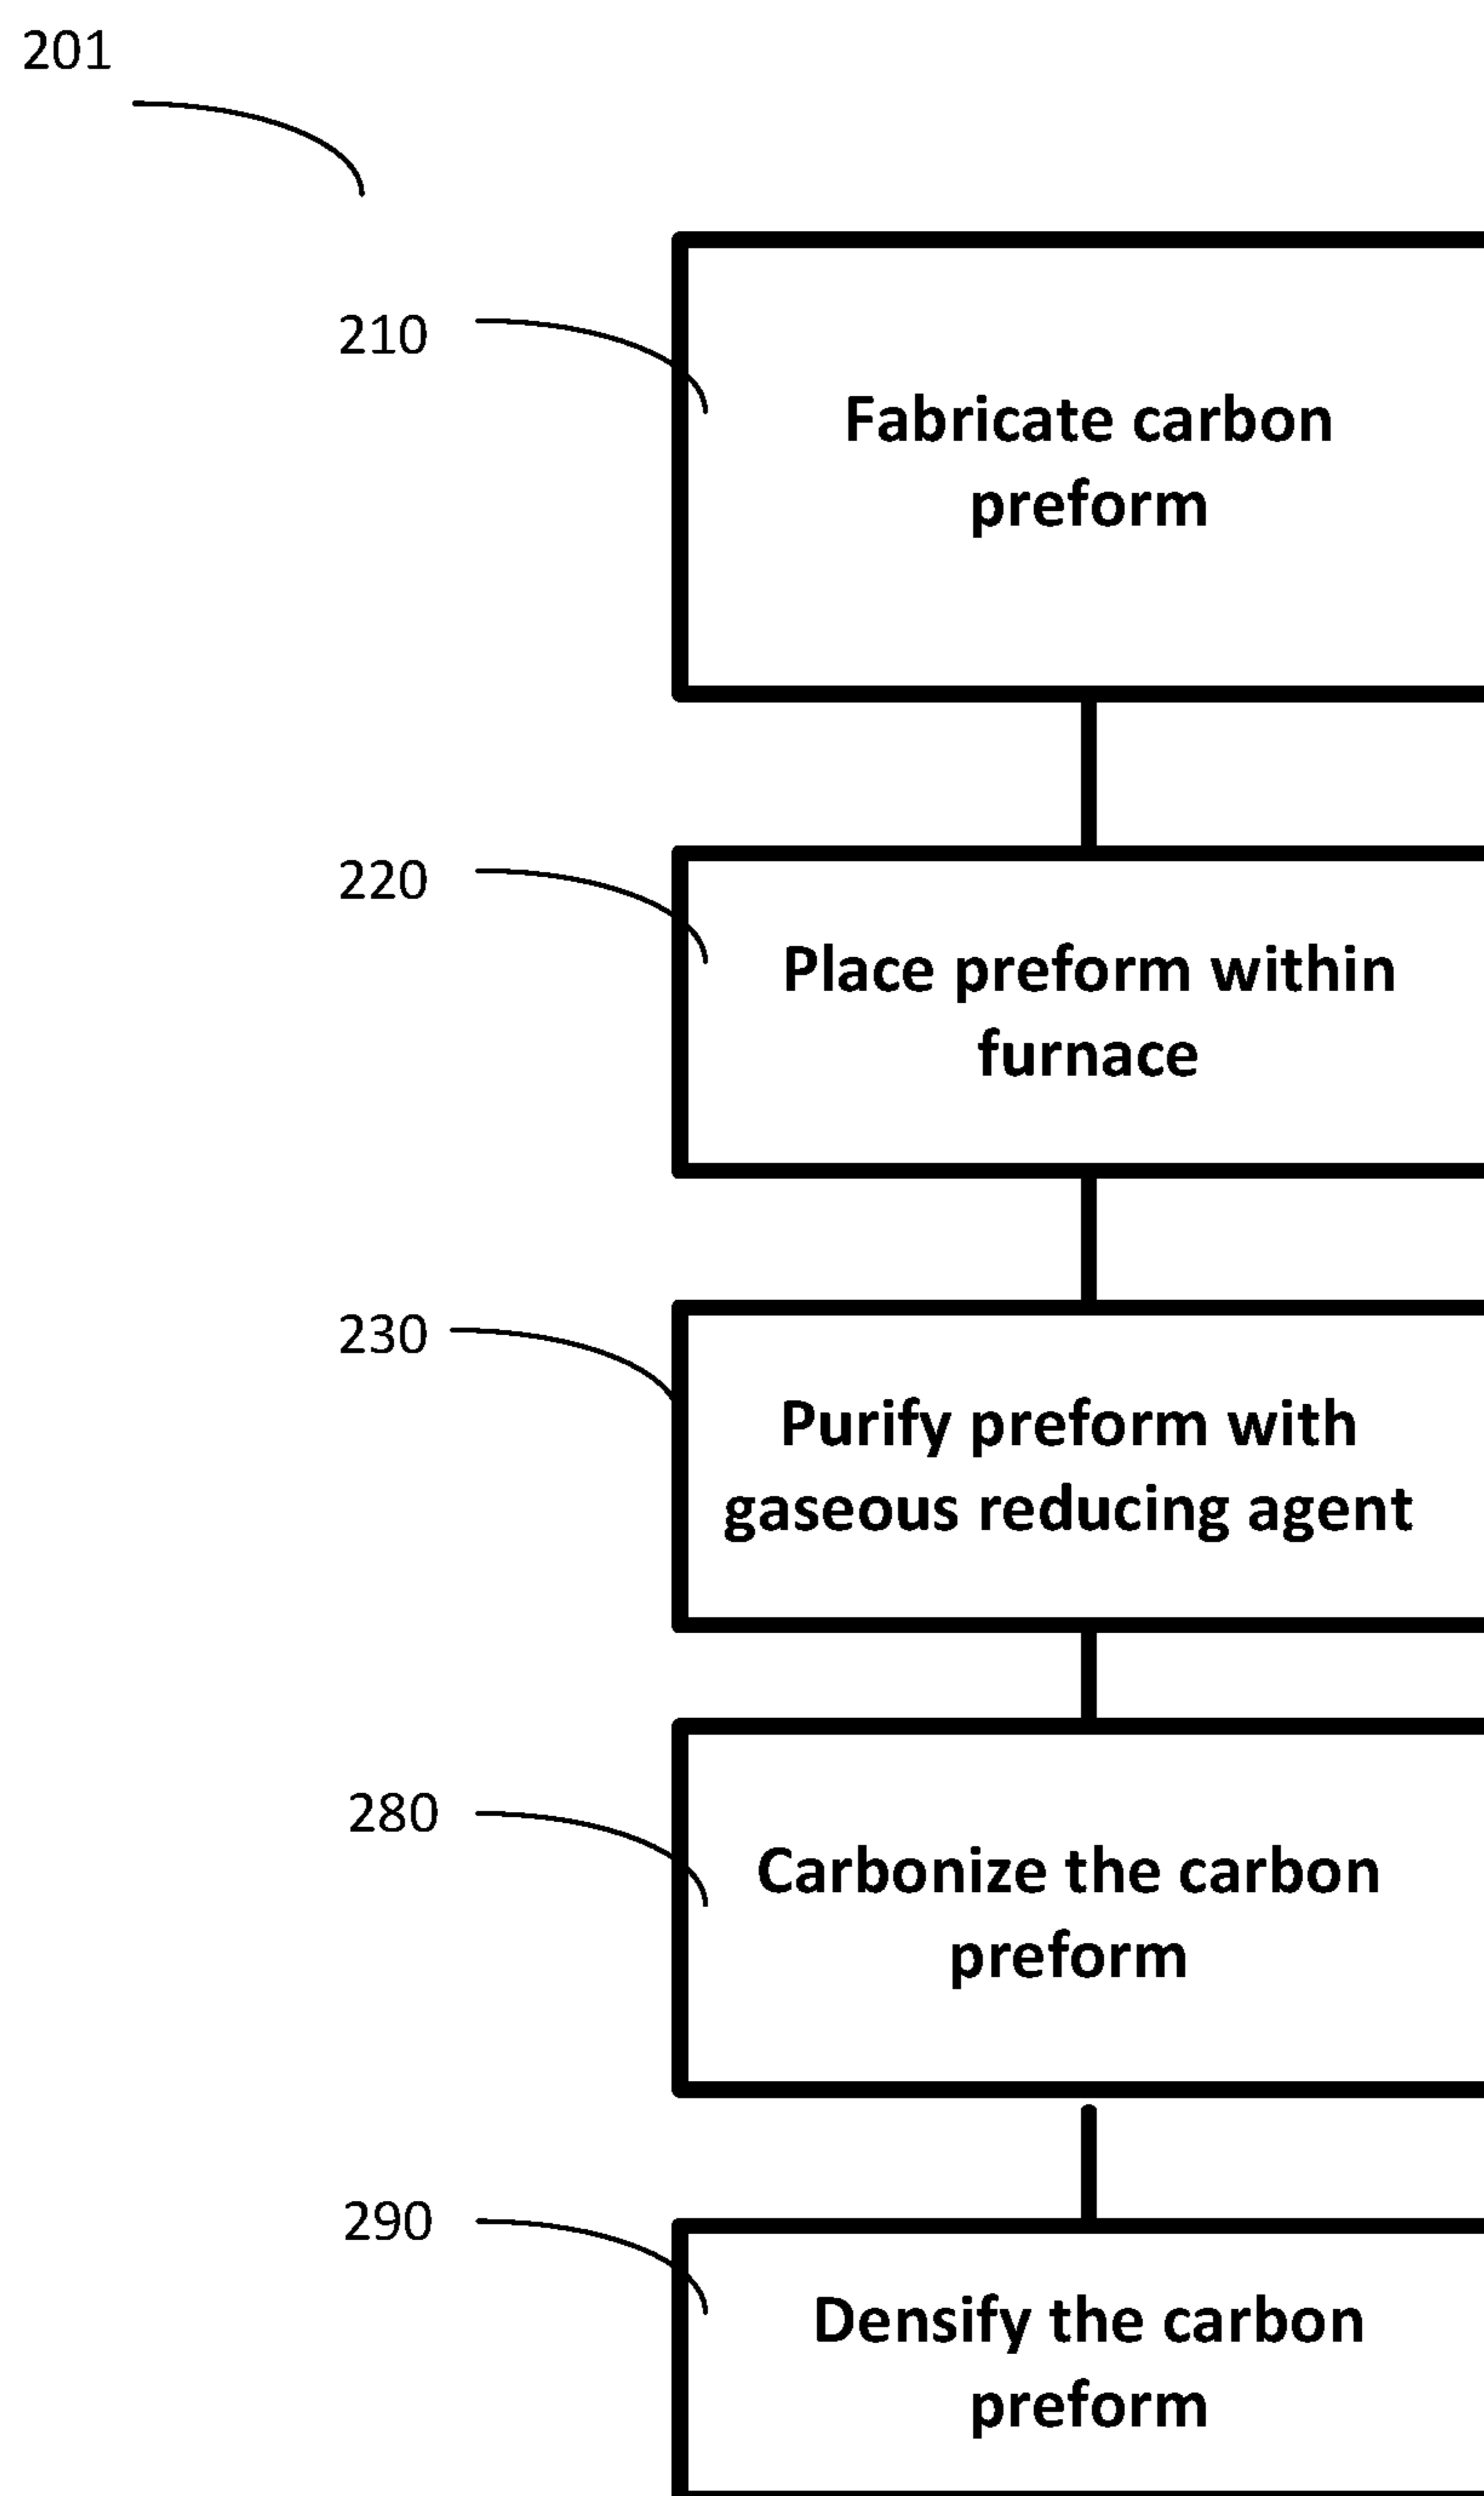 201
210
Fabricate carbon
preform
220
Place preform within
furnace
230
Purify preform with
gaseous reducing agent
280
Carbonize the carbon
preform
290
Densify the carbon
preform